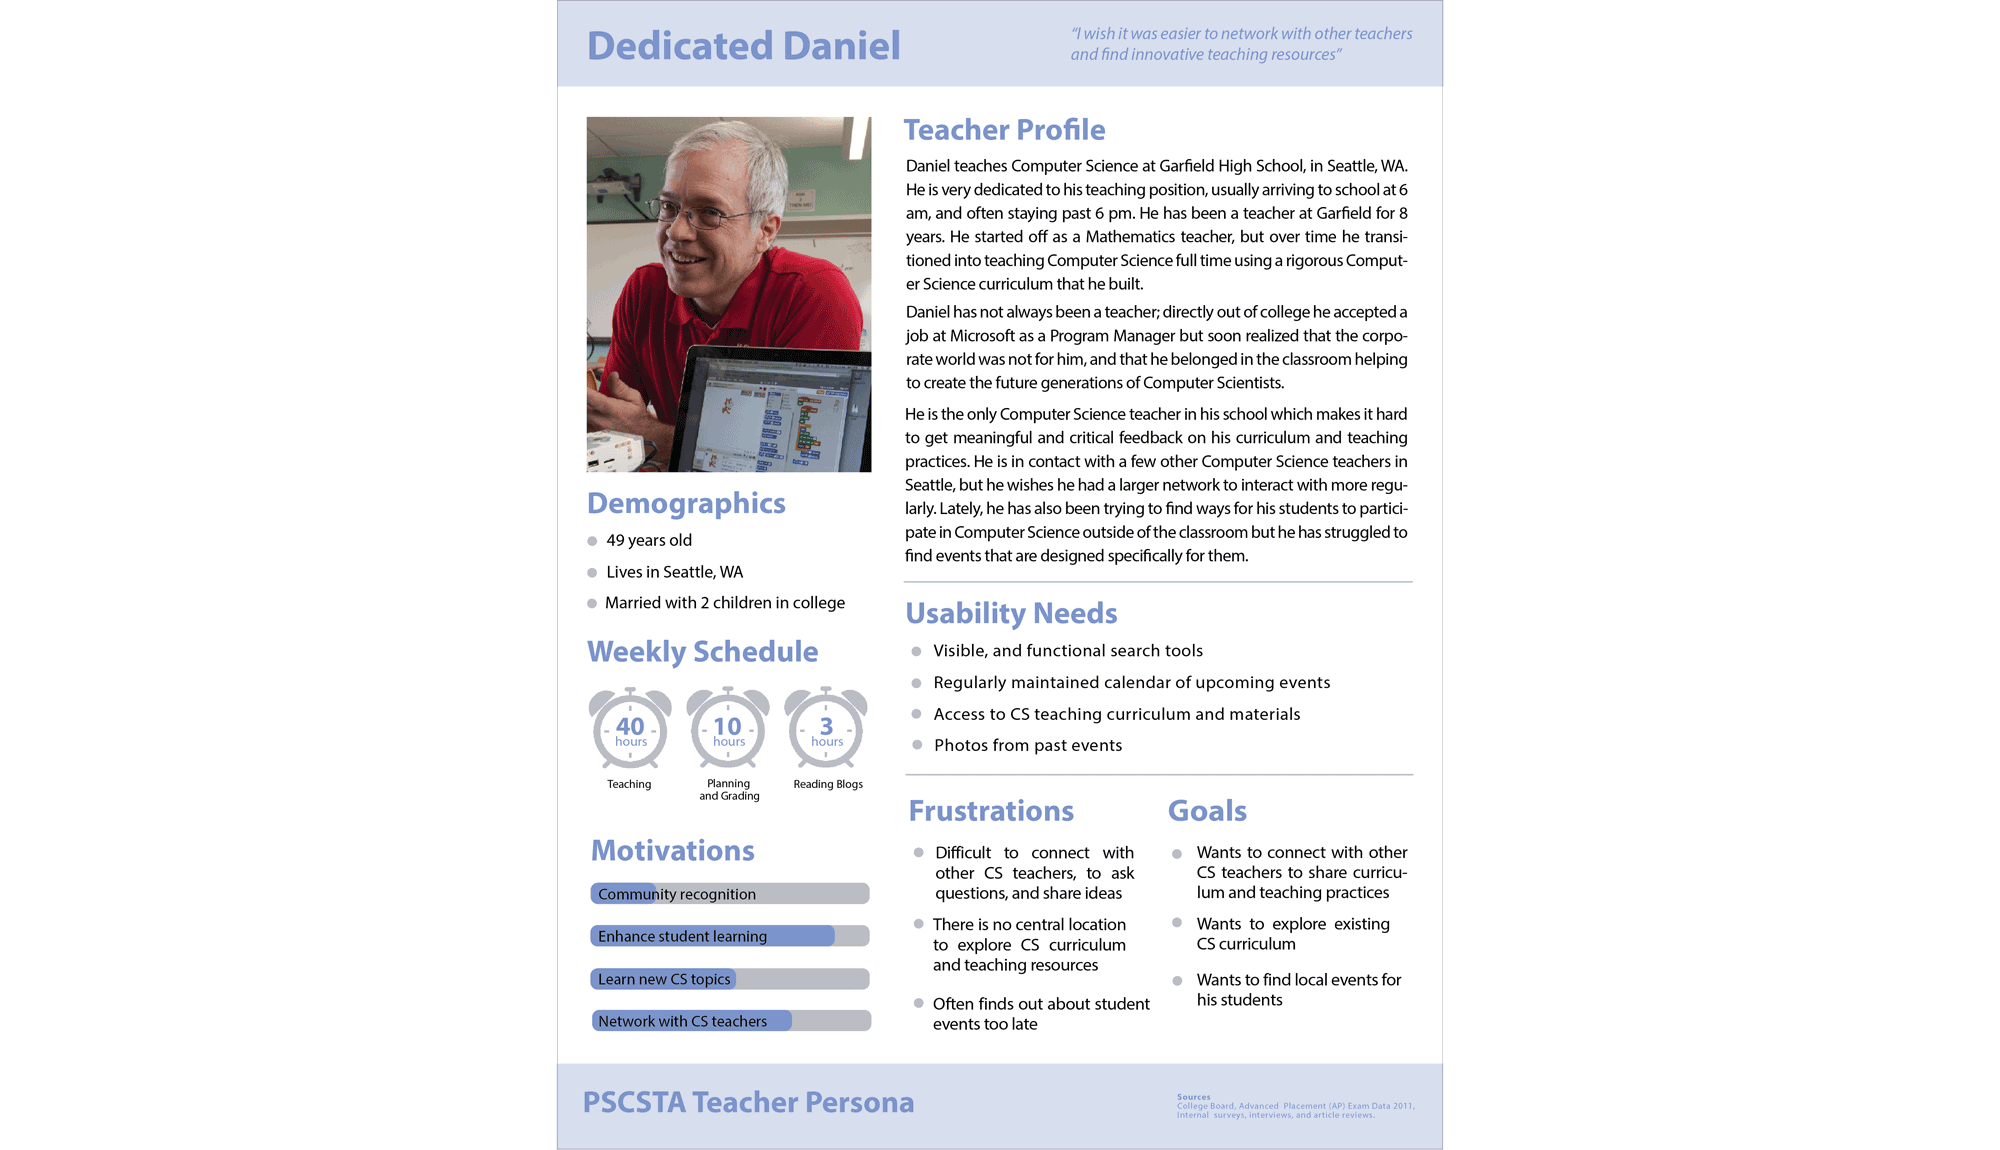 Dedicated Daniel
“I wish it was easier to network with other teachers
and find innovative teaching resources”
Teacher Profile
Daniel teaches Computer Science at Garfield High School, in Seattle, WA.
He is very dedicated to his teaching position, usually arriving to school at 6
am, and often staying past 6 pm. He has been a teacher at Garfield for 8
years. He started off as a Mathematics teacher, but over time he transi-
tioned into teaching Computer Science full time using a rigorous Comput-
er Science curriculum that he built.
Daniel has not always been a teacher; directly out of college he accepted a
job at Microsoft as a Program Manager but soon realized that the corpo-
rate world was not for him, and that he belonged in the classroom helping
to create the future generations of Computer Scientists.
He is the only Computer Science teacher in his school which makes it hard
to get meaningful and critical feedback on his curriculum and teaching
practices. He is in contact with a few other Computer Science teachers in
Seattle, but he wishes he had a larger network to interact with more regu-
larly. Lately, he has also been trying to find ways for his students to partici-
pate in Computer Science outside of the classroom but he has struggled to
find events that are designed specifically for them.
Demographics
49 years old
Lives in Seattle, WA
Married with 2 children in college
Weekly Schedule
40
hours
Teaching
10
hours
Planning
and Grading
3
hours
Reading Blogs
Motivations
Community recognition
Enhance student learning
Learn new CS topics
Network with CS teachers
Usability Needs
Visible, and functional search tools
Regularly maintained calendar of upcoming events
Access to CS teaching curriculum and materials
Photos from past events
Frustrations
Difficult to connect with
other CS teachers, to ask
questions, and share ideas
There is no central location
to explore CS curriculum
and teaching resources
Often finds out about student
events too late
Goals
Wants to connect with other
CS teachers to share curricu-
lum and teaching practices
Wants to explore existing
CS curriculum
Wants to find local events for
his students
PSCSTA Teacher Persona
Sources
College Board, Advanced Placement (AP) Exam Data 2011,
Internal surveys, interviews, and article reviews.